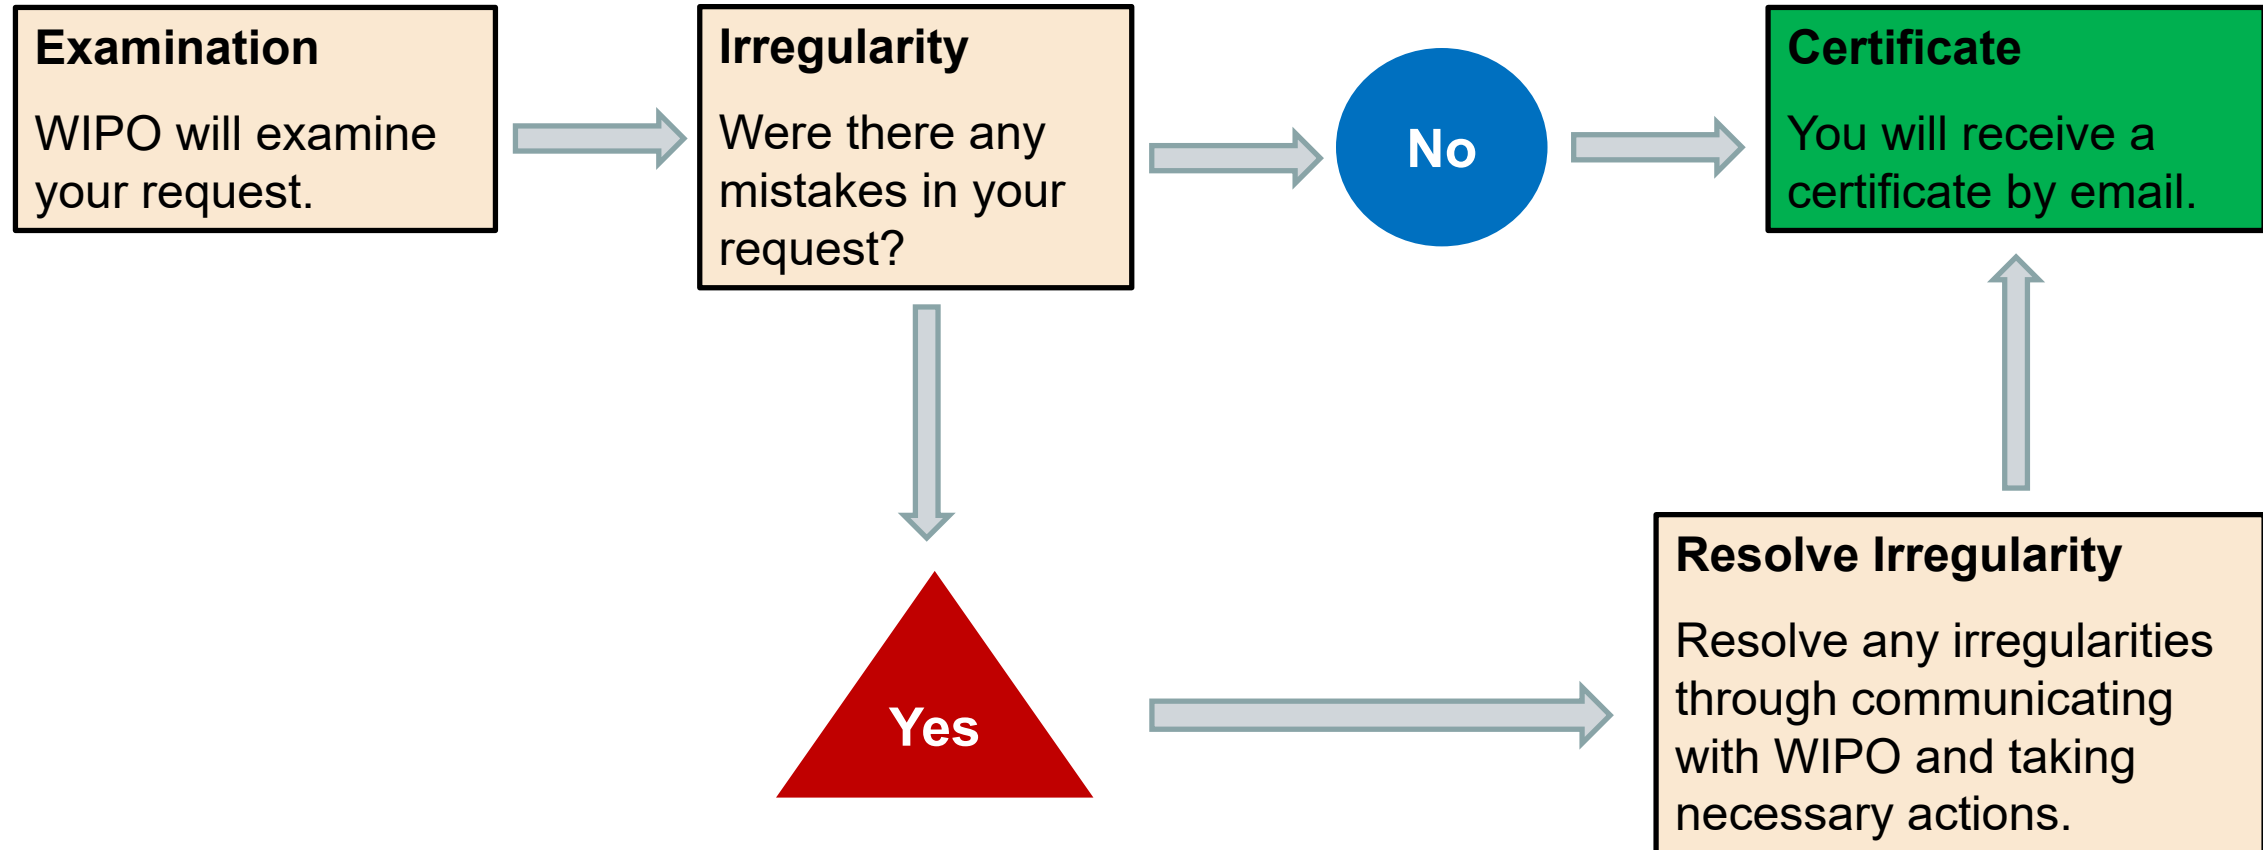 Examination
WIPO will examine
your request.
Irregularity
Were there any
mistakes in your
request?
No
Certificate
You will receive a
certificate by email.
Yes
Resolve Irregularity
Resolve any irregularities
through communicating
with WIPO and taking
necessary actions.